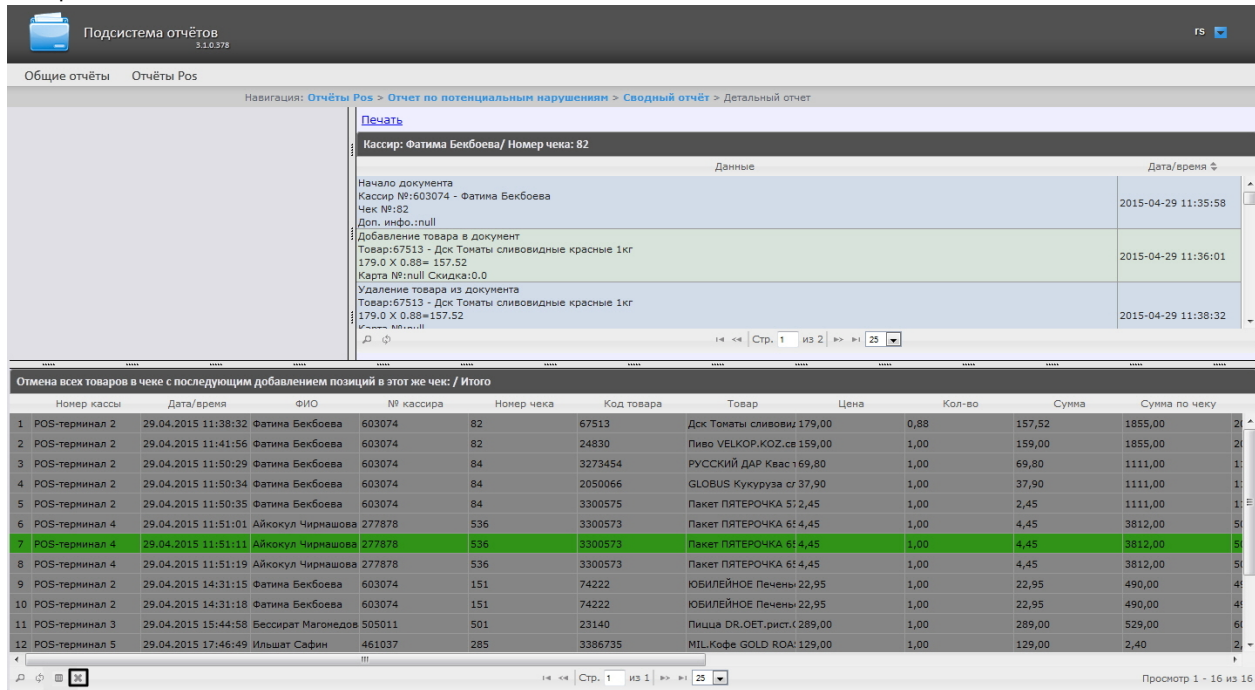 Подсистема отчётов
3.1.0.378
rs
Общие отчёты Отчёты Pos
Навигация: Отчёты Pos > Отчет по потенциальным нарушениям > Сводный отчёт > Детальный отчет
Печать
Кассир: Фатима Бекбоева/ Номер чека: 82
Данные Дата/время
Начало документа
Кассир №:603074 - Фатима Бекбоева
Чек №:82
Доп. инфо.:null
2015-04-29 11:35:58
Добавление товара в документ
Товар:67513 - Дск Томаты сливовидные красные 1кг
179.0 X 0.88= 157.52
Карта №:null Скидка:0.0
2015-04-29 11:36:01
Удаление товара из документа
Товар:67513 - Дск Томаты сливовидные красные 1кг
179.0 X 0.88=157.52
Карта №:null
2015-04-29 11:38:32
Стр. 1 из 2 25
Отмена всех товаров в чеке с последующим добавлением позиций в этот же чек: / Итого
Номер кассы Дата/время ФИО № кассира Номер чека Код товара Товар Цена Кол-во Сумма Сумма по чеку
1 POS-терминал 2 29.04.2015 11:38:32 Фатима Бекбоева 603074 82 67513 Дск Томаты сливовид 179,00 0,88 157,52 1855,00
2 POS-терминал 2 29.04.2015 11:41:56 Фатима Бекбоева 603074 82 24830 Пиво VELKOP.KOZ.св 159,00 1,00 159,00 1855,00
3 POS-терминал 2 29.04.2015 11:50:29 Фатима Бекбоева 603074 84 3273454 РУССКИЙ ДАР Квас 69,80 1,00 69,80 1111,00
4 POS-терминал 2 29.04.2015 11:50:34 Фатима Бекбоева 603074 84 2050066 GLOBUS Кукуруза сл 37,90 1,00 37,90 1111,00
5 POS-терминал 2 29.04.2015 11:50:35 Фатима Бекбоева 603074 84 3300575 Пакет ПЯТЕРОЧКА 2,45 1,00 2,45 1111,00
6 POS-терминал 4 29.04.2015 11:51:01 Айкокул Чирмашова 277878 536 3300573 Пакет ПЯТЕРОЧКА 4,45 1,00 4,45 3812,00
7 POS-терминал 4 29.04.2015 11:51:11 Айкокул Чирмашова 277878 536 3300573 Пакет ПЯТЕРОЧКА 4,45 1,00 4,45 3812,00
8 POS-терминал 4 29.04.2015 11:51:19 Айкокул Чирмашова 277878 536 3300573 Пакет ПЯТЕРОЧКА 4,45 1,00 4,45 3812,00
9 POS-терминал 2 29.04.2015 14:31:15 Фатима Бекбоева 603074 151 74222 ЮБИЛЕЙНОЕ Печень 22,95 1,00 22,95 490,00
10 POS-терминал 2 29.04.2015 14:31:18 Фатима Бекбоева 603074 151 74222 ЮБИЛЕЙНОЕ Печень 22,95 1,00 22,95 490,00
11 POS-терминал 3 29.04.2015 15:44:58 Бессират Магомедов 505011 501 23140 Пицца DR.OET.рист.( 289,00 1,00 289,00 529,00
12 POS-терминал 5 29.04.2015 17:46:49 Ильшат Сафин 461037 285 3386735 MIL.Кофе GOLD ROA 129,00 1,00 129,00 2,40
Стр. 1 из 1 25 Просмотр 1 - 16 из 16